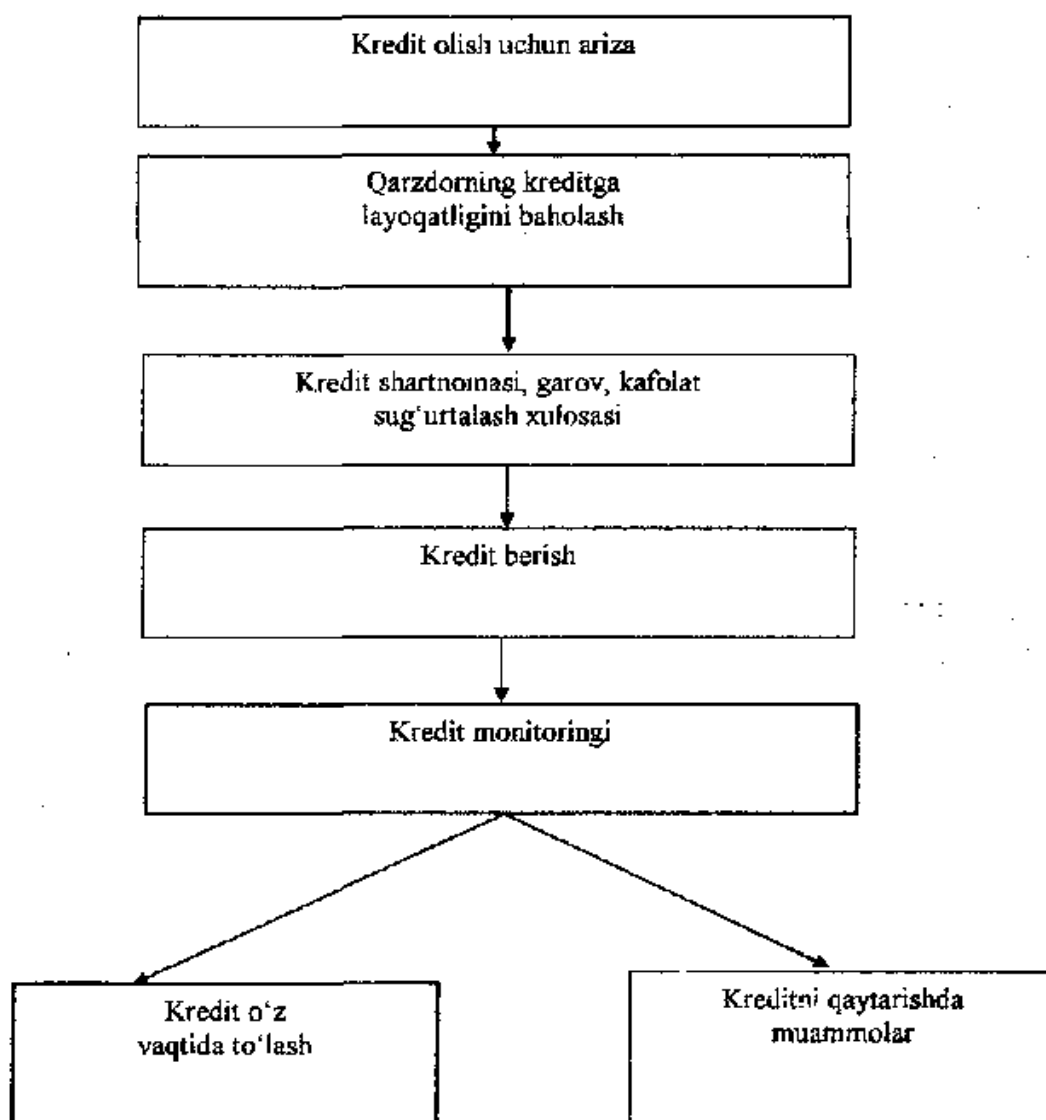 Kredit olish uchun ariza
Qarzdorning kreditga
layoqatligini baholash
Kredit shartnomasi, garov, kafolat
sug‘urtalash xulosasi
Kredit berish
Kredit monitoringi
Kredit o‘z
vaqtida to‘lash
Kreditni qaytarishda
muammolar